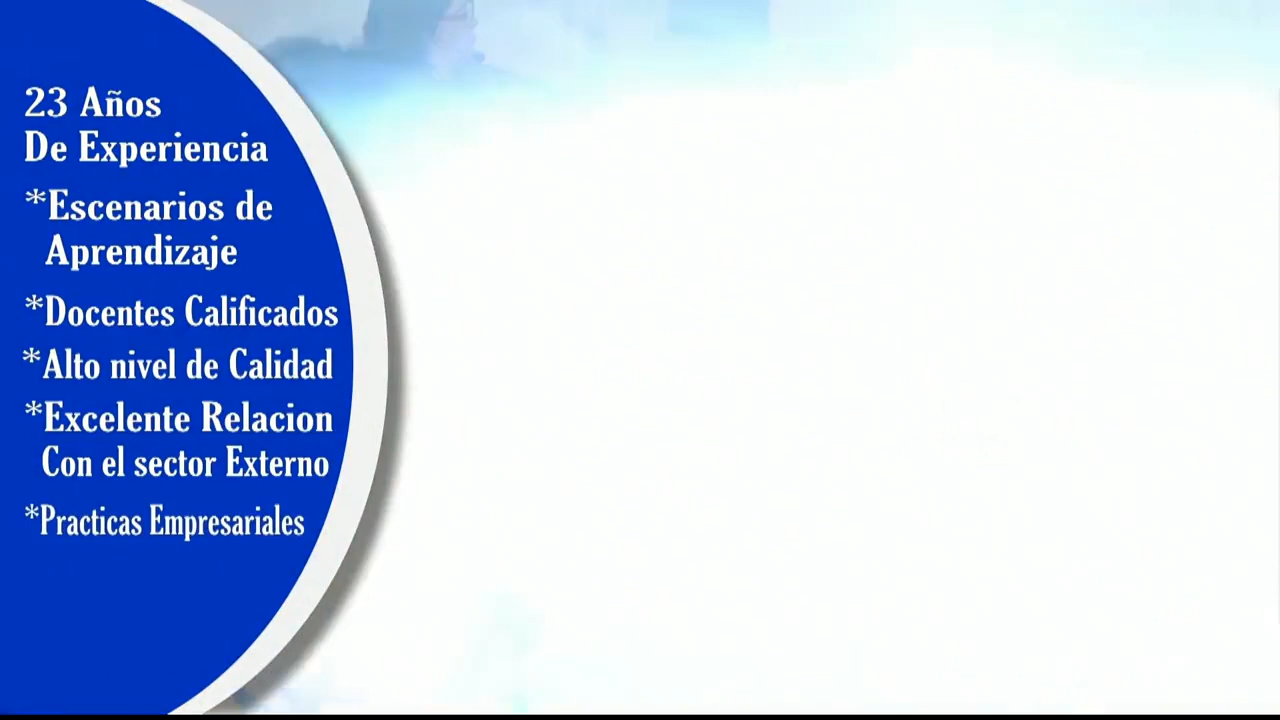 23 Años
De Experiencia
*Escenarios de
Aprendizaje
*Docentes Calificados
*Alto nivel de Calidad
*Excelente Relacion
Con el sector Externo
*Practicas Empresariales